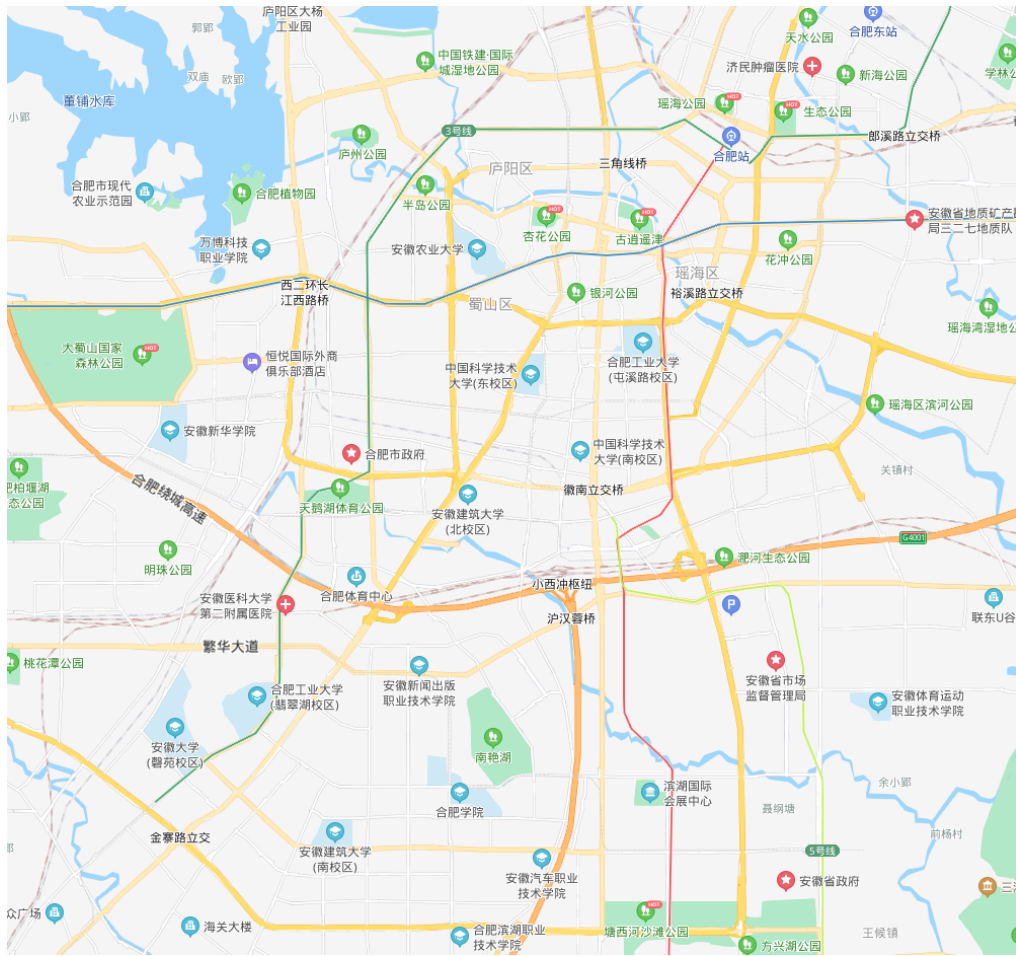 庐阳区大杨
工业园
郭郢
天水公园
合肥东站
中国铁建·国际
城湿地公园
济民肿瘤医院
新海公园
学林公
双庙
欧郢
董铺水库
小郢
瑶海公园
HOT
HOT
生态公园
3号线
郎溪路立交桥
庐州公园
合肥站
庐阳区
三角线桥
合肥市现代
农业示范园
合肥植物园
半岛公园
HOT
杏花公园
HOT
古逍遥津
安徽省地质矿产勘
局三二七地质队
万博科技
职业学院
安徽农业大学
花冲公园
瑶海区
西二环长
江西路桥
蜀山区
银河公园
裕溪路立交桥
瑶海湾湿地公
大蜀山国家
森林公园
HOT
恒悦国际外商
俱乐部酒店
中国科学技术
大学(东校区)
合肥工业大学
(屯溪路校区)
瑶海区滨河公园
安徽新华学院
合肥市政府
中国科学技术
大学(南校区)
关镇村
肥柏堰湖
态公园
合肥绕城高速
天鹅湖体育公园
徽南立交桥
安徽建筑大学
(北校区)
G4001
明珠公园
淝河生态公园
合肥体育中心
小西冲枢纽
安徽医科大学
第二附属医院
P
沪汉蓉桥
联东U谷
繁华大道
桃花潭公园
安徽新闻出版
职业技术学院
安徽省市场
监督管理局
合肥工业大学
(翡翠湖校区)
安徽体育运动
职业技术学院
安徽大学
(磬苑校区)
南艳湖
滨湖国际
会展中心
余小郢
聂纲塘
合肥学院
前杨村
金寨路立交
安徽建筑大学
(南校区)
5号线
安徽汽车职业
技术学院
安徽省政府
三
众广场
海关大楼
HOT
塘西河沙滩公园
合肥滨湖职业
技术学院
方兴湖公园
王候镇